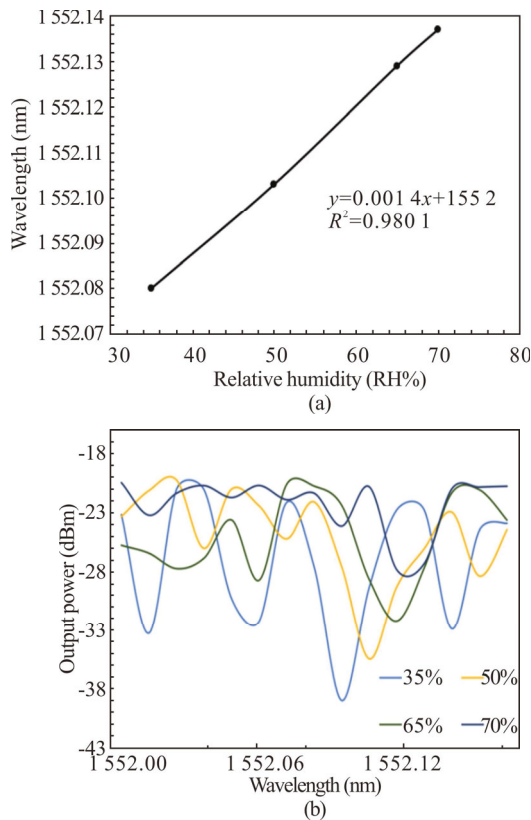 1 552.14
1 552.13
1 552.12
1 552.11
1 552.10
1 552.09
1 552.08
1 552.07
Wavelength (nm)
y=0.001 4x+155 2
R²=0.980 1
30 40 50 60 70 80
Relative humidity (RH%)
(a)
-18
-23
-28
-33
-38
-43
Output power (dBm)
35% 50%
65% 70%
1 552.00 1 552.06 1 552.12
Wavelength (nm)
(b)